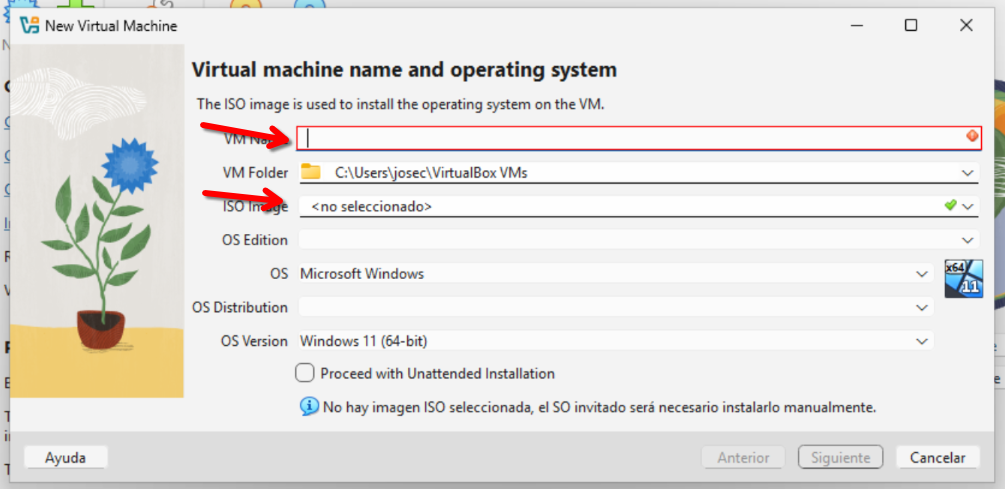 New Virtual Machine
Virtual machine name and operating system
The ISO image is used to install the operating system on the VM.
VM
VM Folder C:\Users\josec\VirtualBox VMs
ISO Image <no seleccionado>
OS Edition
OS Microsoft Windows
x64
11
OS Distribution
OS Version Windows 11 (64-bit)
Proceed with Unattended Installation
No hay imagen ISO seleccionada, el SO invitado será necesario instalarlo manualmente.
Ayuda Anterior Siguiente Cancelar